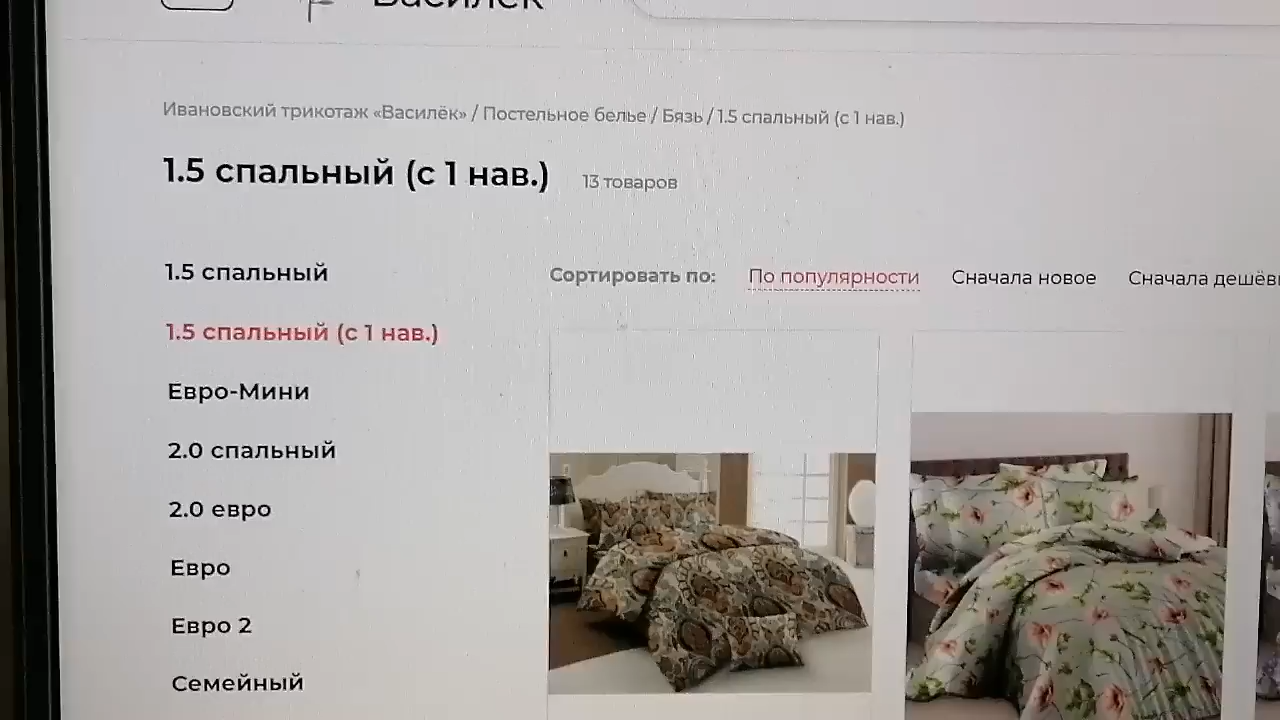 Василёк
Ивановский трикотаж «Василёк» / Постельное белье / Бязь / 1.5 спальный (с 1 нав.)
1.5 спальный (с 1 нав.) 13 товаров
1.5 спальный
Сортировать по: По популярности Сначала новое Сначала
1.5 спальный (с 1 нав.)
Евро-Мини
2.0 спальный
2.0 евро
Евро
Евро 2
Семейный